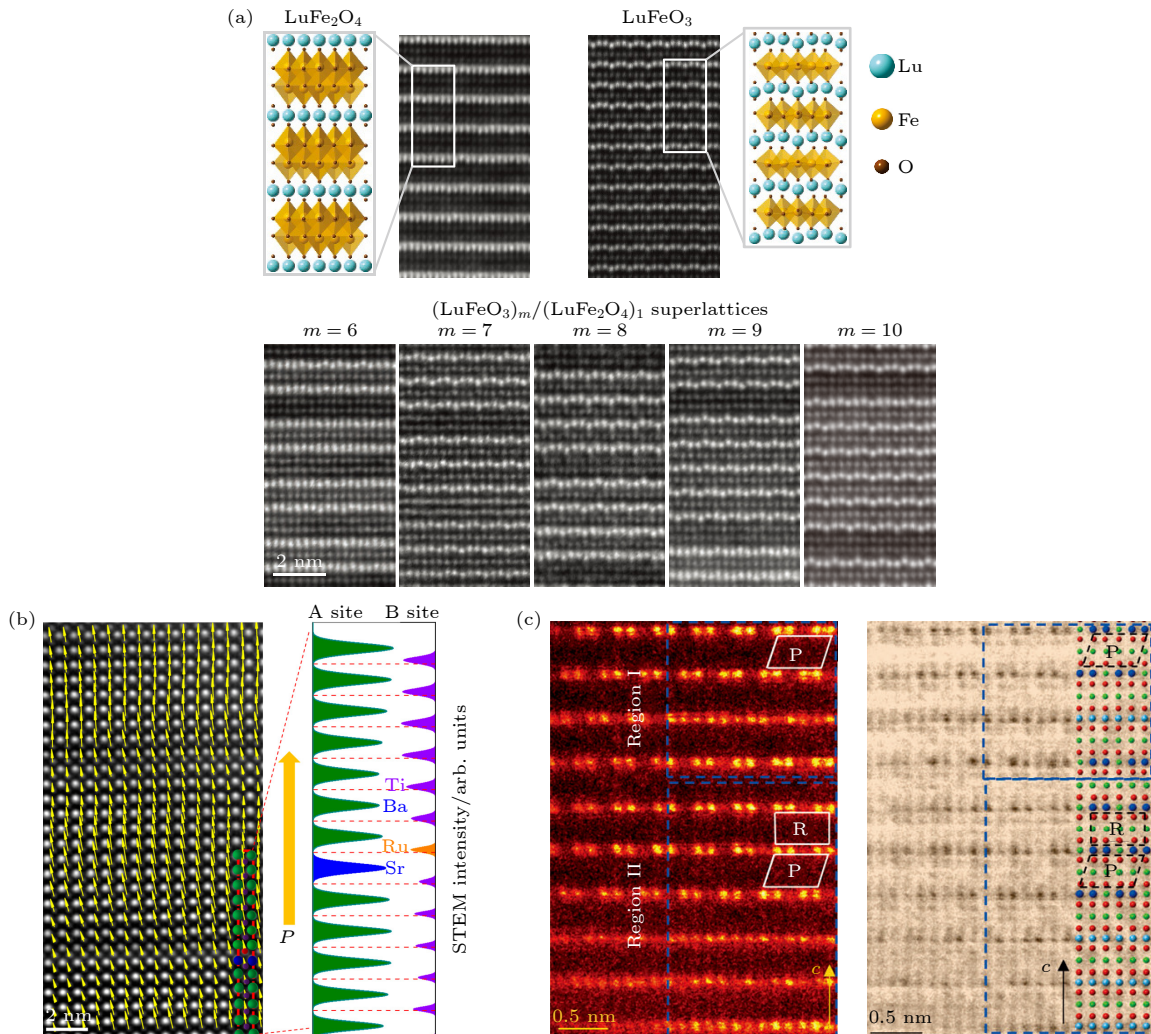 (a)
LuFe₂O₄
LuFeO₃
Lu
Fe
O
(LuFeO₃)ₘ/(LuFe₂O₄)₁ superlattices
m = 6
m = 7
m = 8
m = 9
m = 10
2 nm
(b)
A site
B site
Ti
Ba
Ru
Sr
P
2 nm
STEM intensity/arb. units
(c)
P
Region I
R
P
Region II
c
0.5 nm
P
R
P
c
0.5 nm